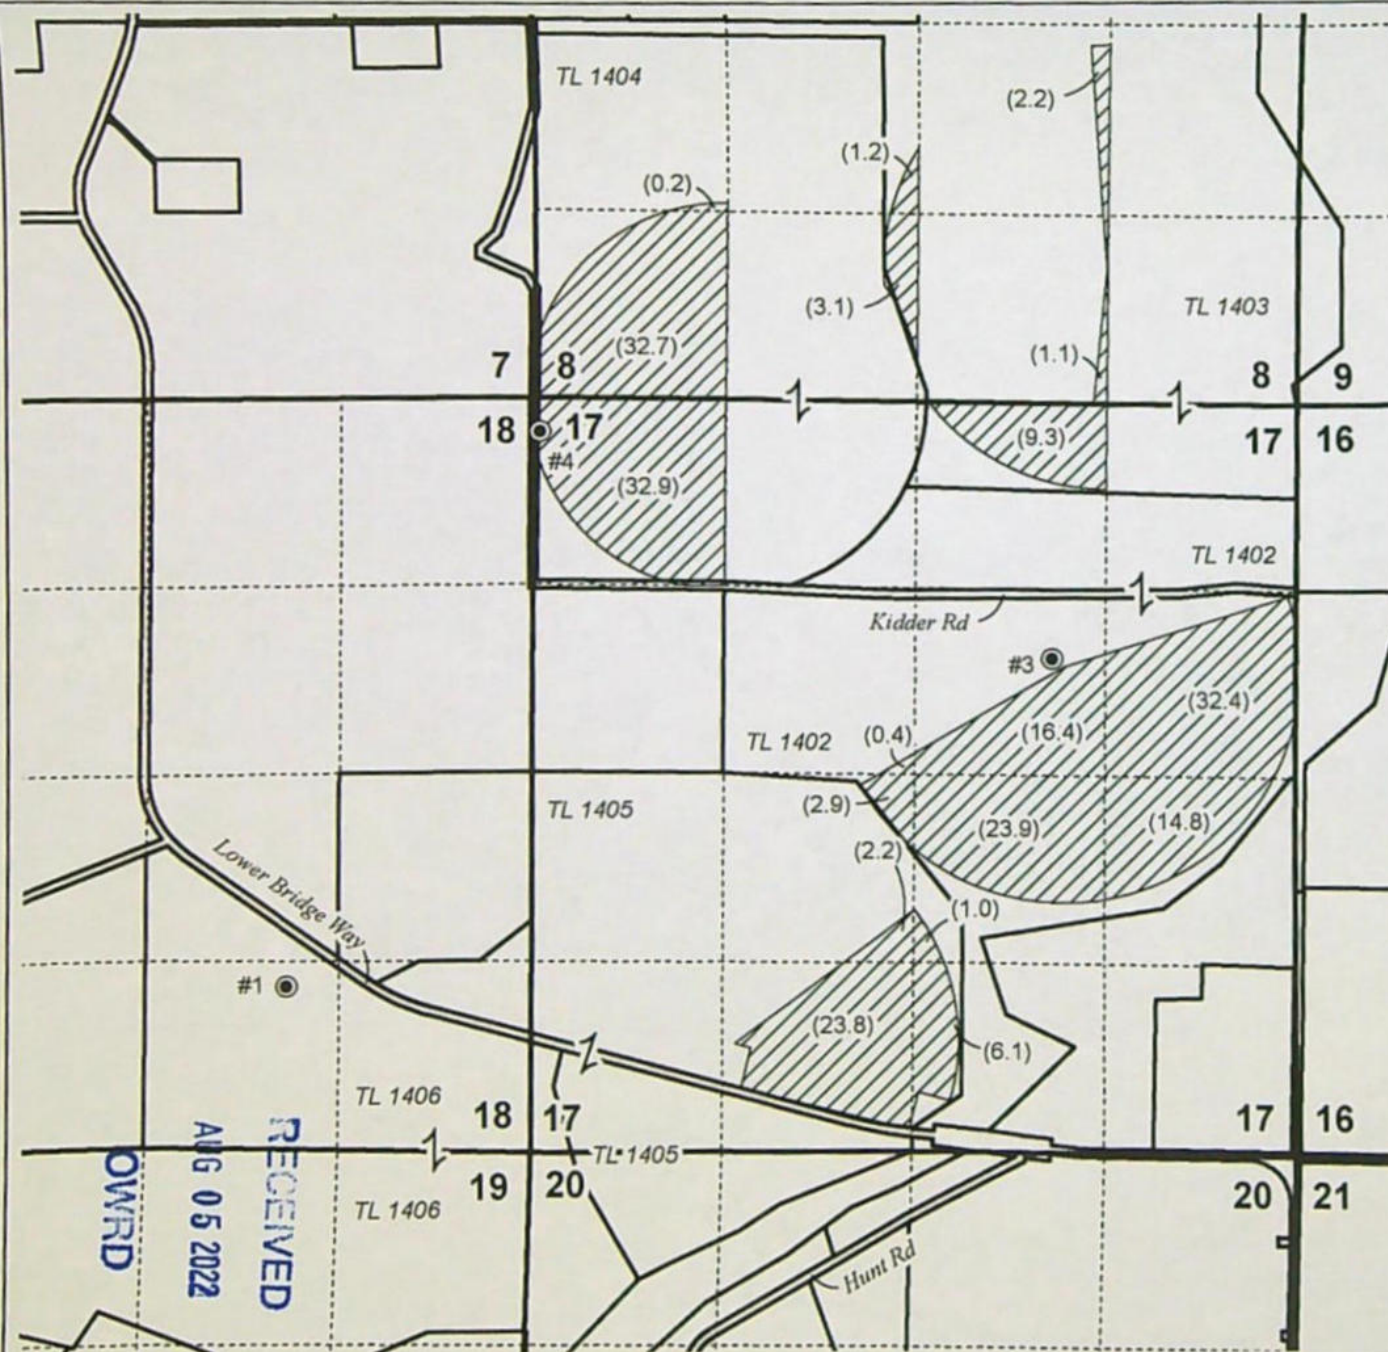 TL 1404
(2.2)
(1.2)
(0.2)
(3.1)
TL 1403
(32.7)
(1.1)
7
8
8
9
18
17
17
16
#4
(9.3)
(32.9)
TL 1402
Kidder Rd
#3
(32.4)
TL 1402
(0.4)
(16.4)
TL 1405
(2.9)
(23.9)
(14.8)
Lower Bridge Way
(2.2)
(1.0)
#1
(23.8)
(6.1)
TL 1406
18
17
17
16
TL 1405
19
20
20
21
TL 1406
Hunt Rd
RECEIVED
AUG 05 2022
OWRD